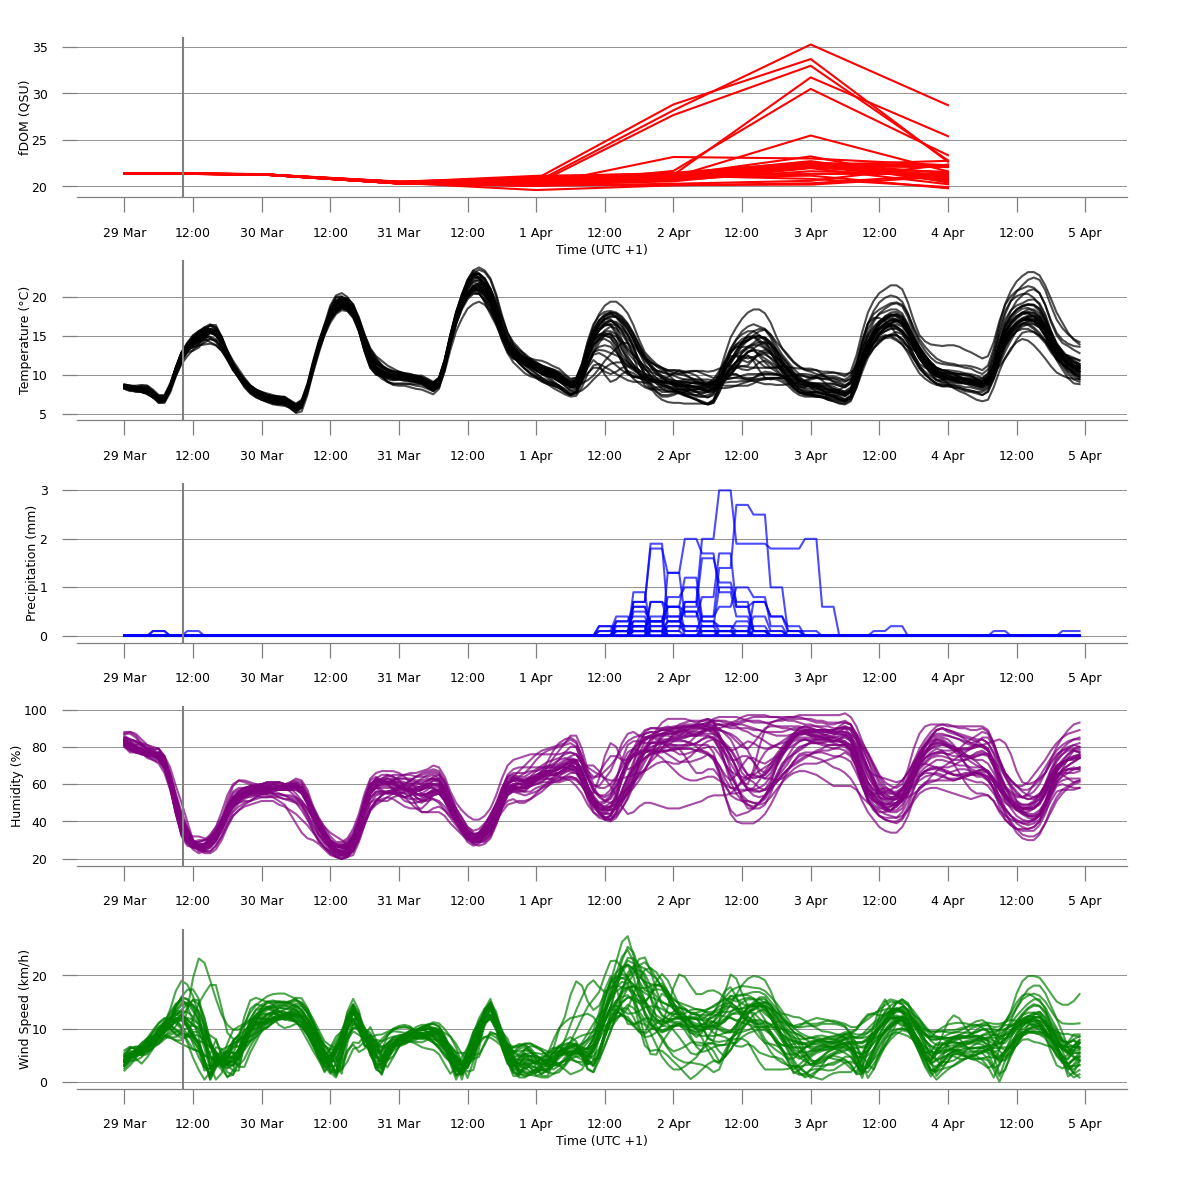 fDOM (QSU)
35
30
25
20
29 Mar 12:00 30 Mar 12:00 31 Mar 12:00 1 Apr 12:00 2 Apr 12:00 3 Apr 12:00 4 Apr 12:00 5 Apr
Time (UTC +1)
Temperature (°C)
20
15
10
5
29 Mar 12:00 30 Mar 12:00 31 Mar 12:00 1 Apr 12:00 2 Apr 12:00 3 Apr 12:00 4 Apr 12:00 5 Apr
Precipitation (mm)
3
2
1
0
29 Mar 12:00 30 Mar 12:00 31 Mar 12:00 1 Apr 12:00 2 Apr 12:00 3 Apr 12:00 4 Apr 12:00 5 Apr
Humidity (%)
100
80
60
40
20
29 Mar 12:00 30 Mar 12:00 31 Mar 12:00 1 Apr 12:00 2 Apr 12:00 3 Apr 12:00 4 Apr 12:00 5 Apr
Wind Speed (km/h)
20
10
0
29 Mar 12:00 30 Mar 12:00 31 Mar 12:00 1 Apr 12:00 2 Apr 12:00 3 Apr 12:00 4 Apr 12:00 5 Apr
Time (UTC +1)